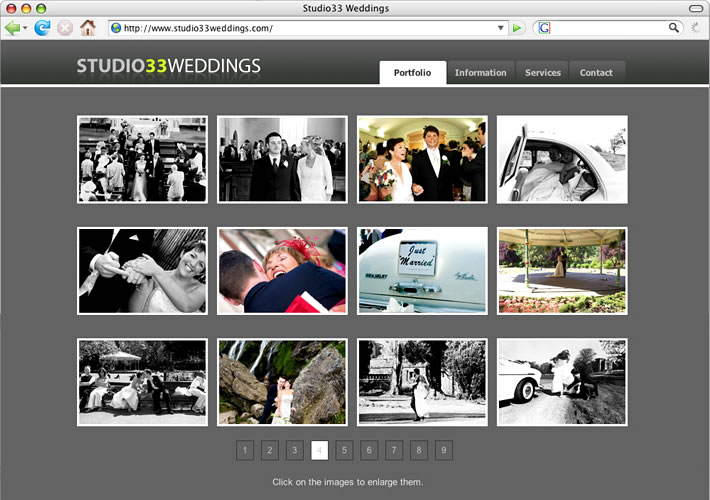 Studio33 Weddings
http://www.studio33weddings.com/
STUDIO33WEDDINGS
Portfolio Information Services Contact
Just
Married
WOLSELEY
1 2 3 4 5 6 7 8 9
Click on the images to enlarge them.